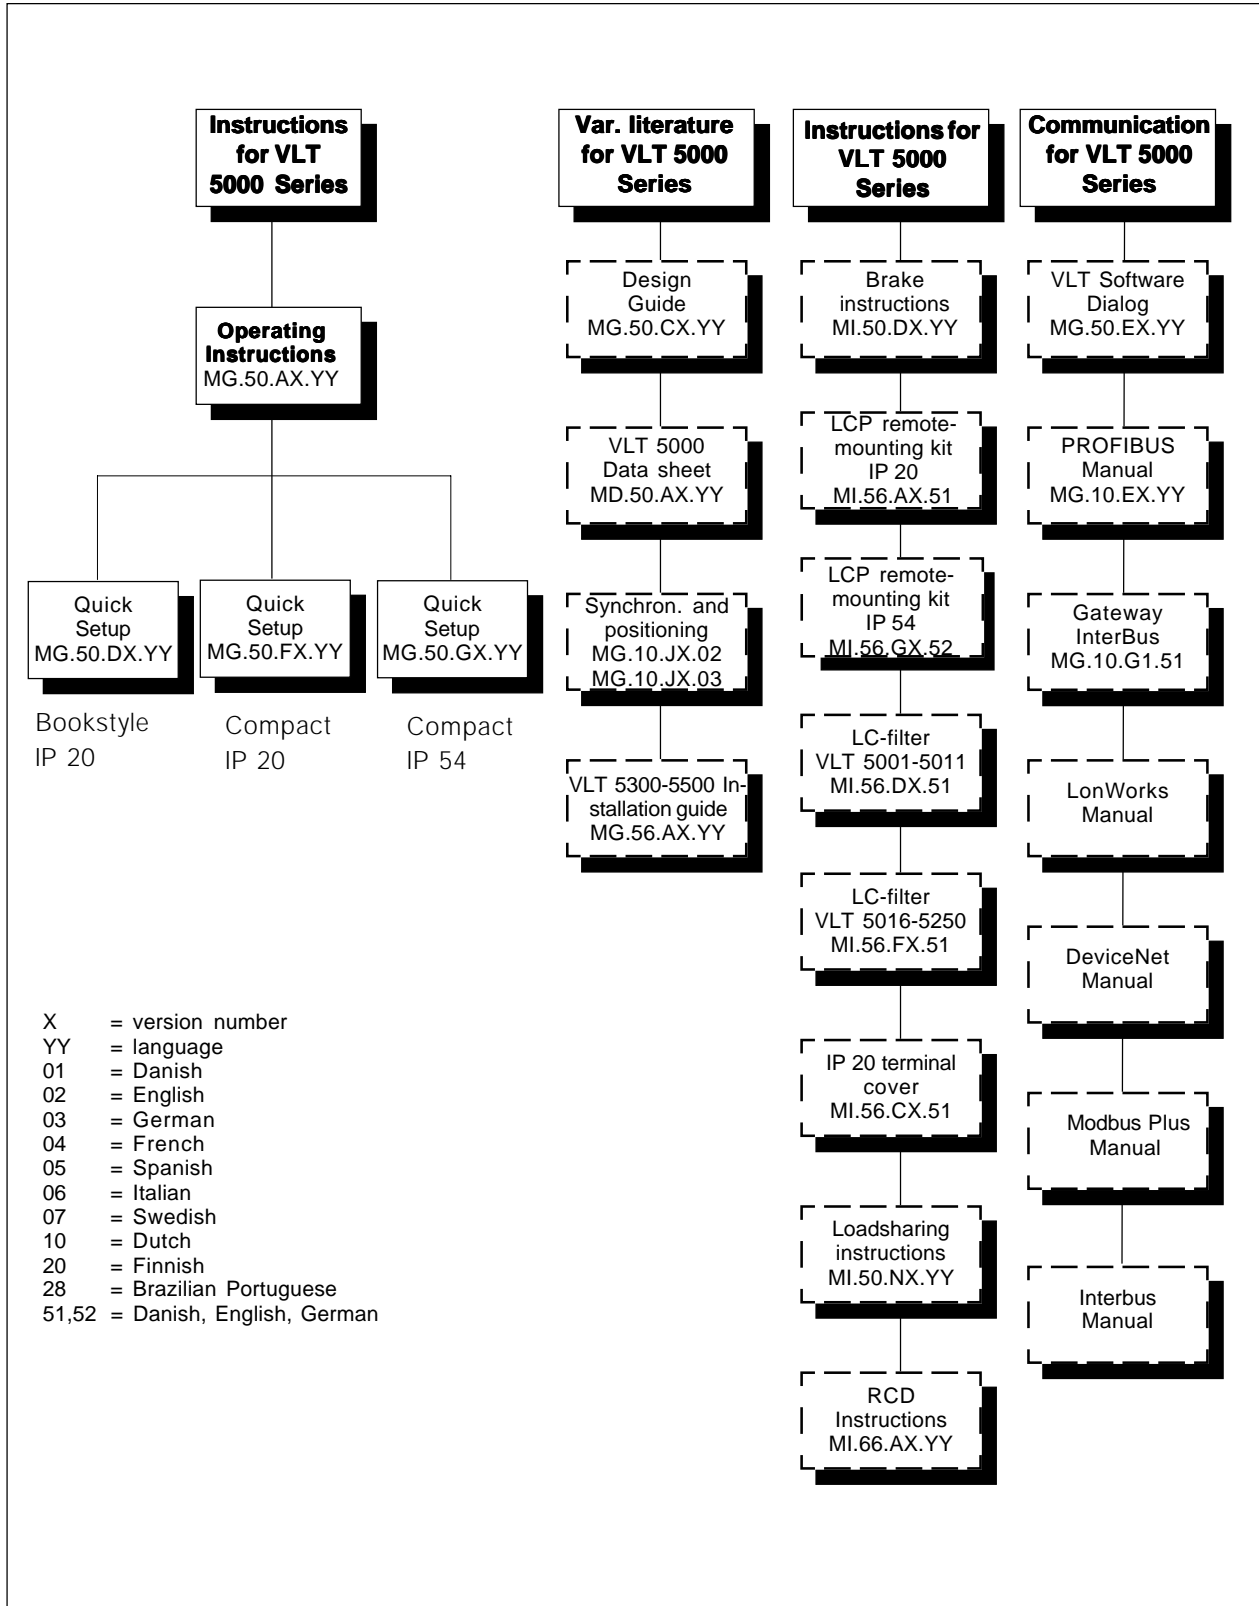 Instructions
for VLT
5000 Series
Operating
Instructions
MG.50.AX.YY
Quick
Setup
MG.50.DX.YY
Bookstyle
IP 20
Quick
Setup
MG.50.FX.YY
Compact
IP 20
Quick
Setup
MG.50.GX.YY
Compact
IP 54
Var. literature
for VLT 5000
Series
Design
Guide
MG.50.CX.YY
VLT 5000
Data sheet
MD.50.AX.YY
Synchron. and
positioning
MG.10.JX.02
MG.10.JX.03
VLT 5300-5500 In-
stallation guide
MG.56.AX.YY
Instructions for
VLT 5000
Series
Brake
instructions
MI.50.DX.YY
LCP remote-
mounting kit
IP 20
MI.56.AX.51
LCP remote-
mounting kit
IP 54
MI.56.GX.52
LC-filter
VLT 5001-5011
MI.56.DX.51
LC-filter
VLT 5016-5250
MI.56.FX.51
IP 20 terminal
cover
MI.56.CX.51
Loadsharing
instructions
MI.50.NX.YY
RCD
Instructions
MI.66.AX.YY
Communication
for VLT 5000
Series
VLT Software
Dialog
MG.50.EX.YY
PROFIBUS
Manual
MG.10.EX.YY
Gateway
InterBus
MG.10.G1.51
LonWorks
Manual
DeviceNet
Manual
Modbus Plus
Manual
Interbus
Manual
X = version number
YY = language
01 = Danish
02 = English
03 = German
04 = French
05 = Spanish
06 = Italian
07 = Swedish
10 = Dutch
20 = Finnish
28 = Brazilian Portuguese
51,52 = Danish, English, German